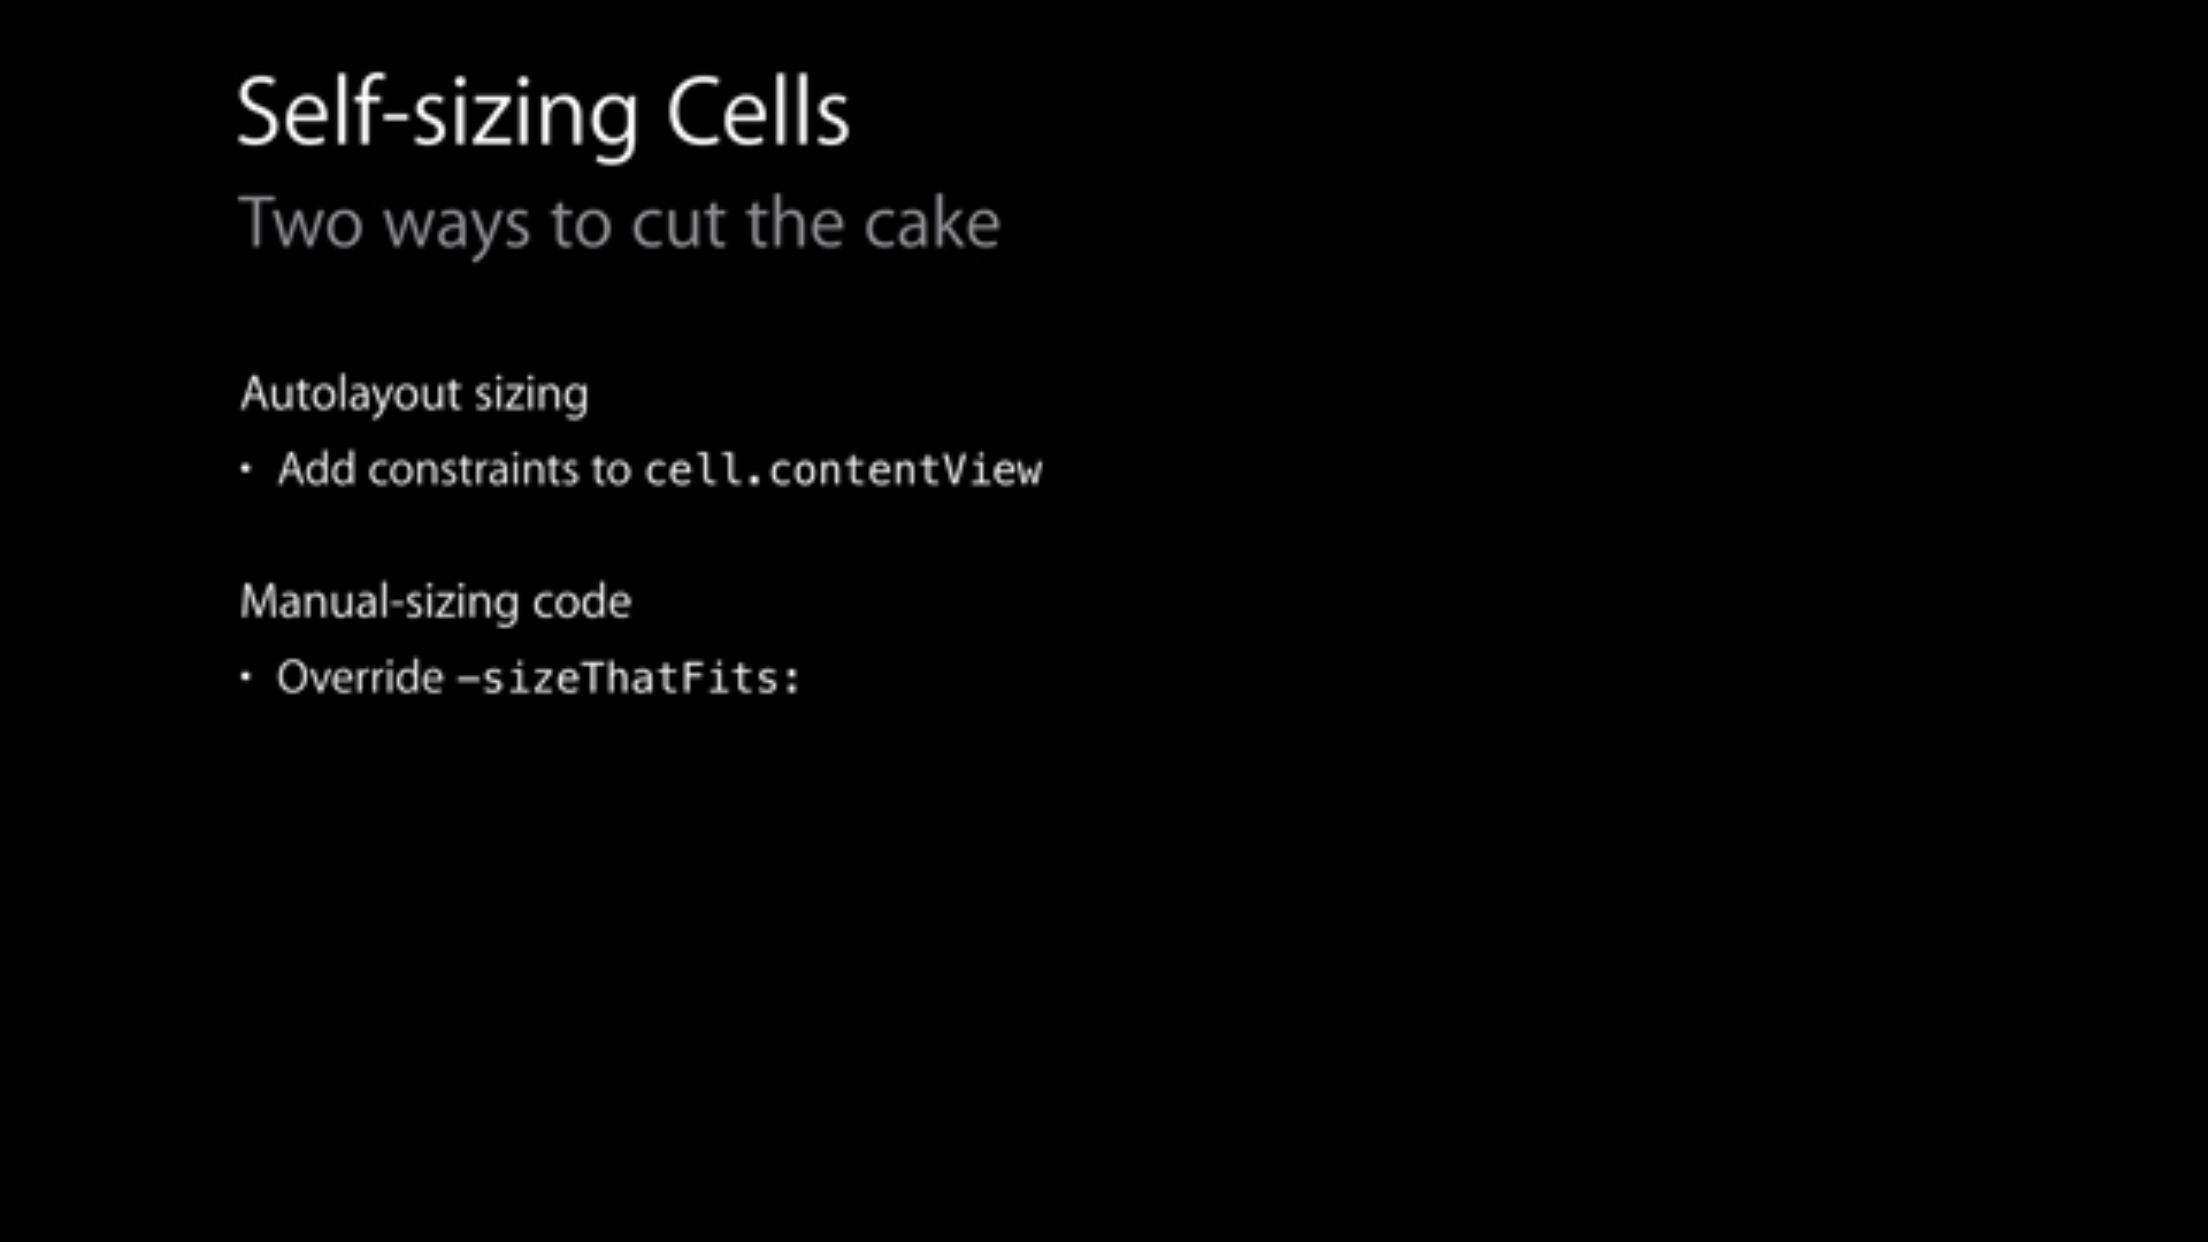 Self-sizing Cells
Two ways to cut the cake
Autolayout sizing
• Add constraints to cell.contentView
Manual-sizing code
• Override –sizeThatFits: